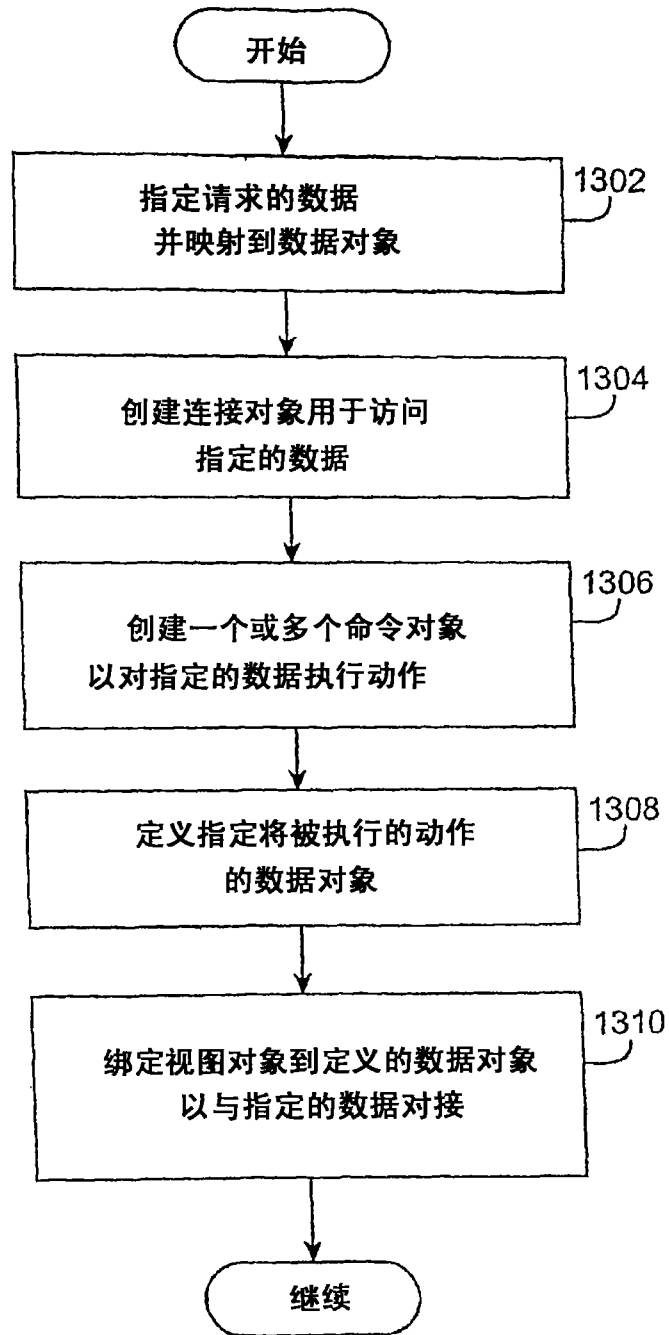 开始
指定请求的数据
并映射到数据对象
1302
创建连接对象用于访问
指定的数据
1304
创建一个或多个命令对象
以对指定的数据执行动作
1306
定义指定将被执行的动作
的数据对象
1308
绑定视图对象到定义的数据对象
以与指定的数据对接
1310
继续